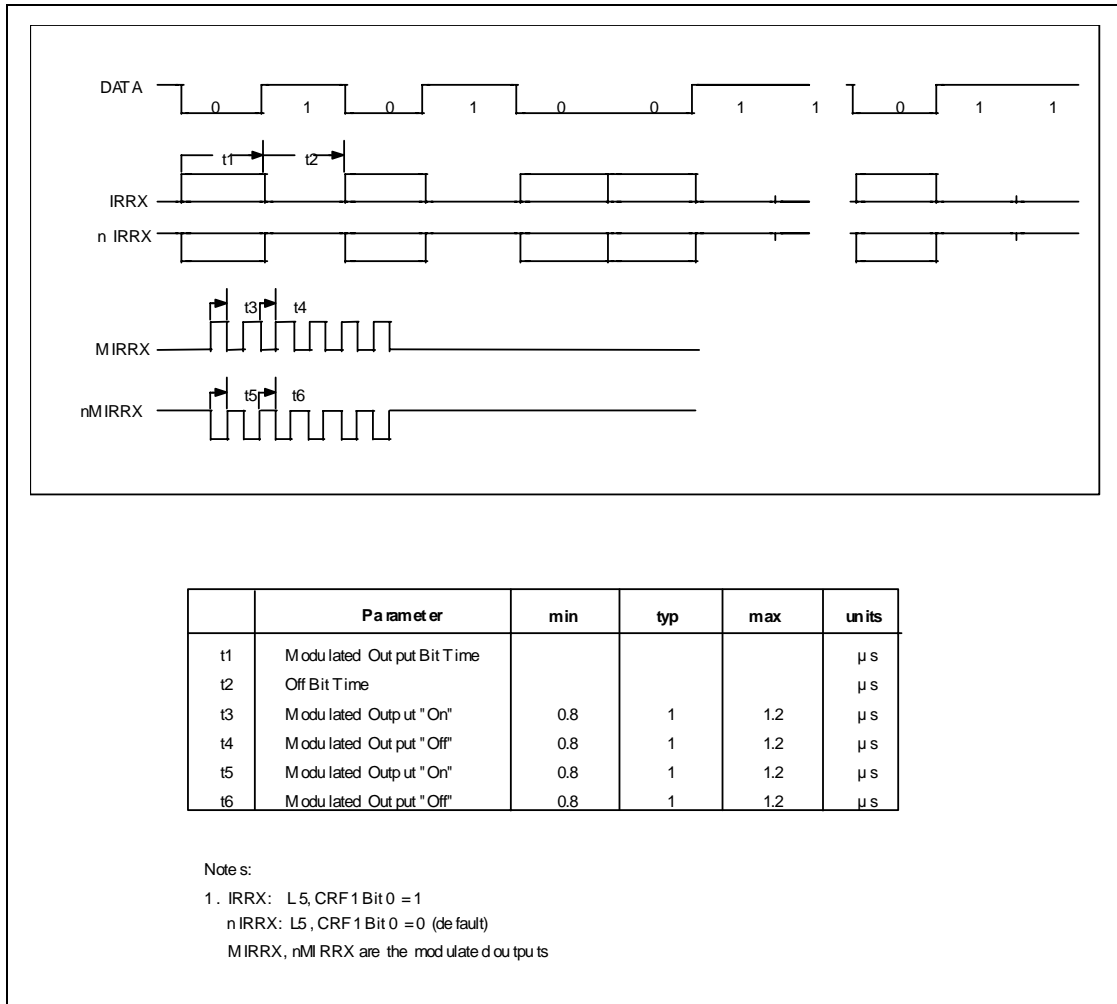 DATA
0 1 0 1 0 0 1 1 0 1 1
t1 t2
IRRX
n IRRX
t3 t4
MIRRX
t5 t6
nMIRRX
Parameter min typ max units
t1 Modulated Output Bit Time µs
t2 Off Bit Time µs
t3 Modulated Output "On" 0.8 1 1.2 µs
t4 Modulated Output "Off" 0.8 1 1.2 µs
t5 Modulated Output "On" 0.8 1 1.2 µs
t6 Modulated Output "Off" 0.8 1 1.2 µs
Notes:
1. IRRX: L5, CRF1 Bit 0 = 1
nIRRX: L5, CRF1 Bit 0 = 0 (default)
MIRRX, nMIRRX are the modulated outputs